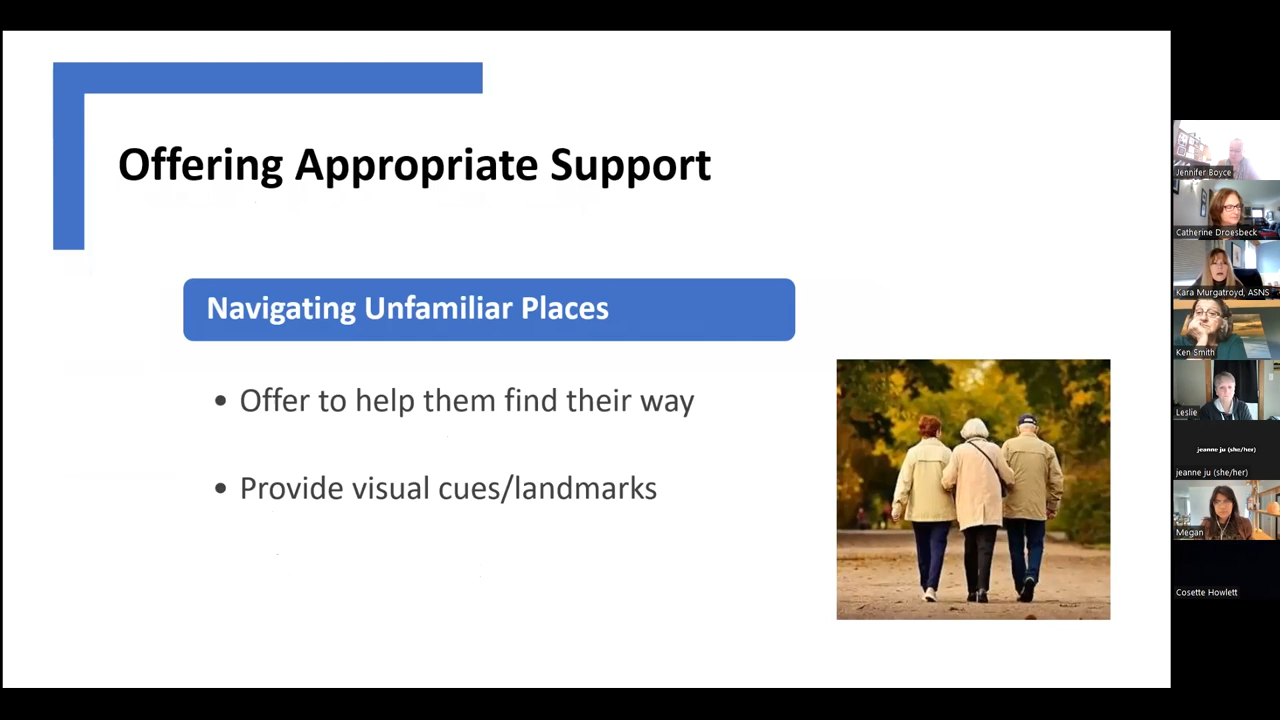 Offering Appropriate Support
Navigating Unfamiliar Places
• Offer to help them find their way
• Provide visual cues/landmarks
Jennifer Boyce
Catherine Droesbeck
Kara Murgatroyd, ASNS
Ken Smith
Leslie
jeanne ju (she/her)
jeanne ju (she/her)
Megan
Cosette Howlett